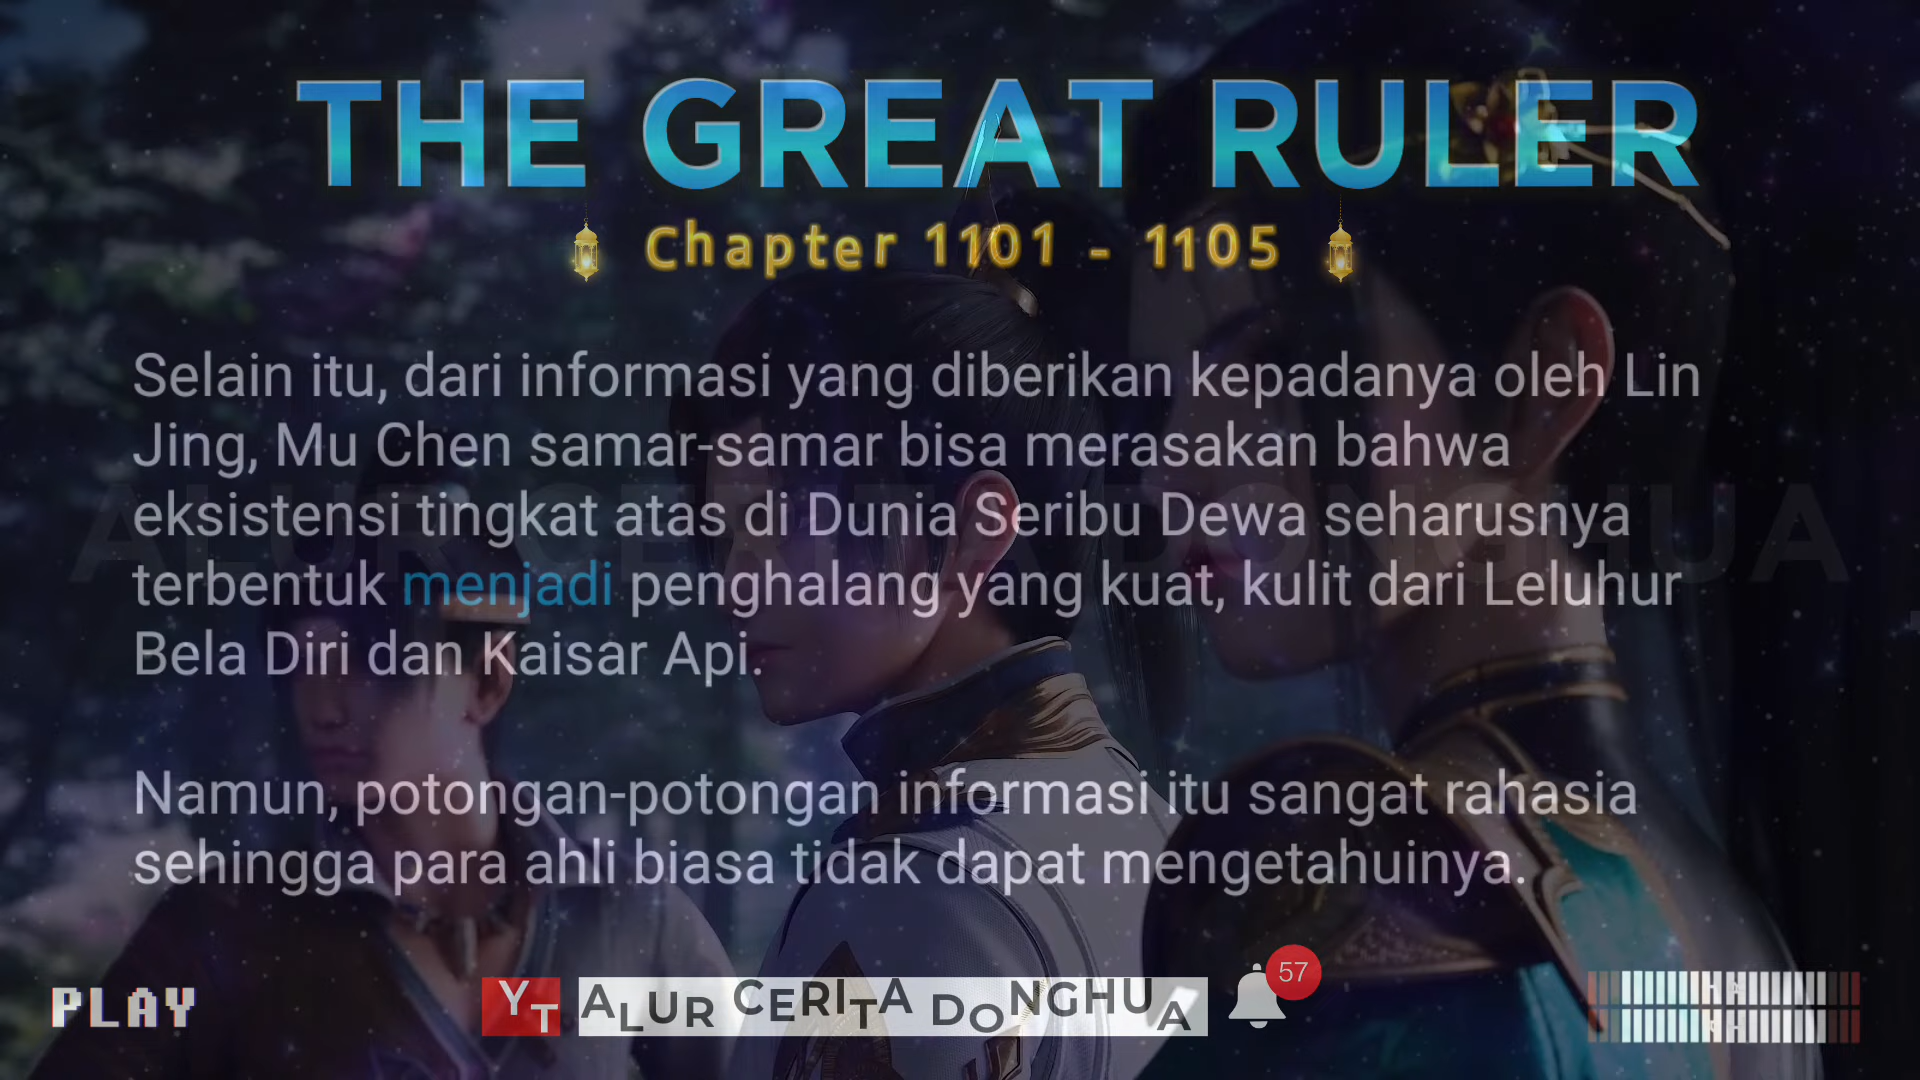 THE GREAT RULER
Chapter 1101 - 1105
Selain itu, dari informasi yang diberikan kepadanya oleh Lin
Jing, Mu Chen samar-samar bisa merasakan bahwa
eksistensi tingkat atas di Dunia Seribu Dewa seharusnya
ALUR CERITA DONGHUA
terbentuk menjadi penghalang yang kuat, kulit dari Leluhur
Bela Diri dan Kaisar Api.
Namun, potongan-potongan informasi itu sangat rahasia
sehingga para ahli biasa tidak dapat mengetahuinya.
PLAY
YT ALUR CERITA DONGHUA
57